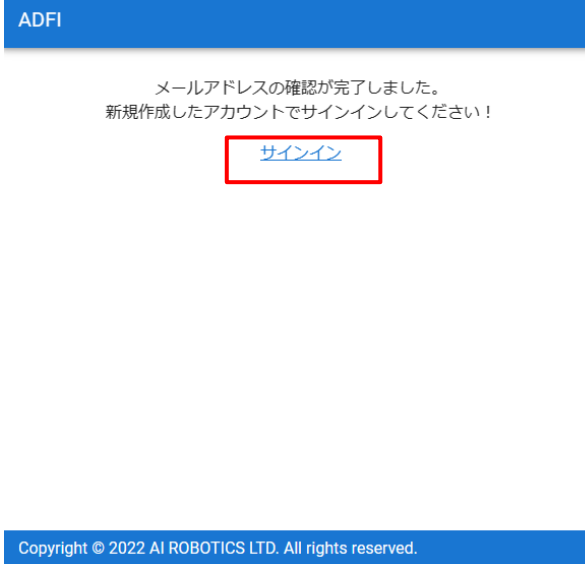 ADFI
メールアドレスの確認が完了しました。
新規作成したアカウントでサインインしてください！
サインイン
Copyright © 2022 AI ROBOTICS LTD. All rights reserved.